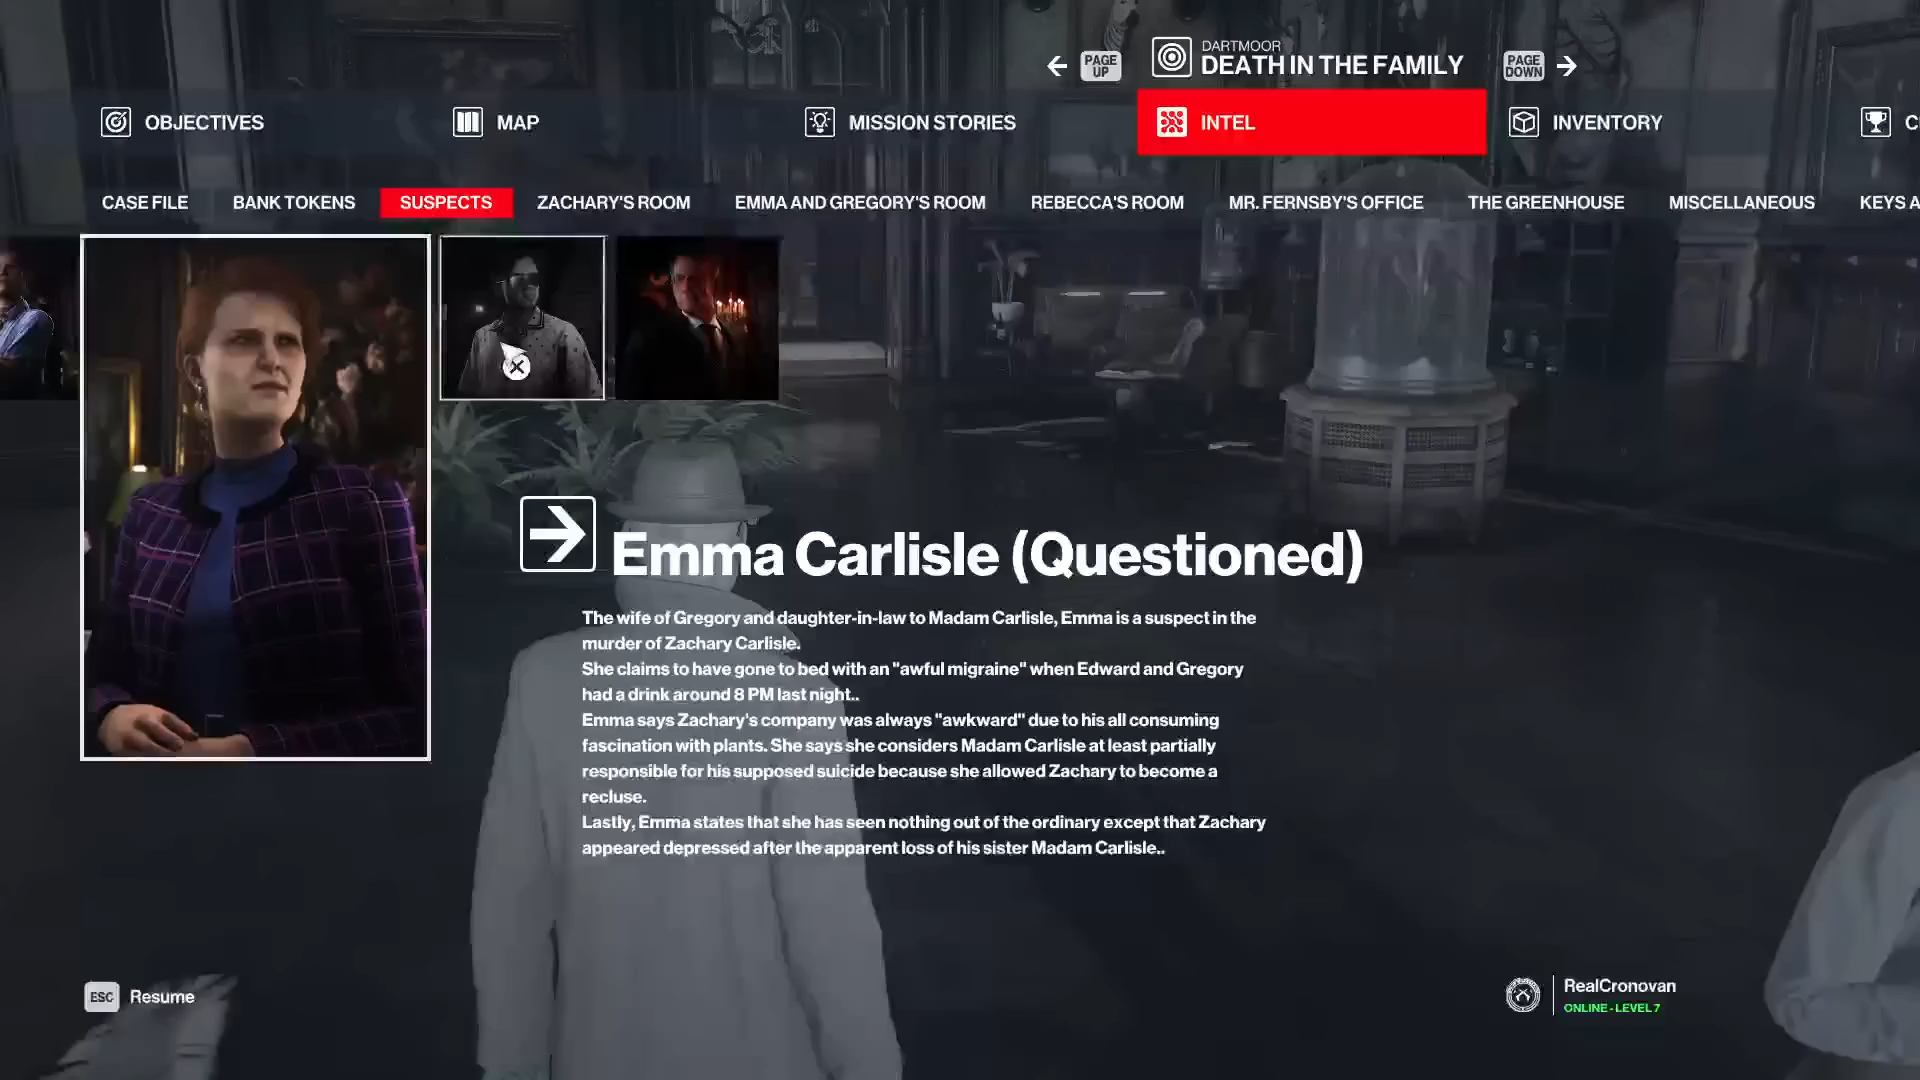 PAGE UP
DARTMOOR
DEATH IN THE FAMILY
PAGE DOWN
OBJECTIVES
MAP
MISSION STORIES
INTEL
INVENTORY
C
CASE FILE
BANK TOKENS
SUSPECTS
ZACHARY'S ROOM
EMMA AND GREGORY'S ROOM
REBECCA'S ROOM
MR. FERNSBY'S OFFICE
THE GREENHOUSE
MISCELLANEOUS
KEYS A
Emma Carlisle (Questioned)
The wife of Gregory and daughter-in-law to Madam Carlisle, Emma is a suspect in the
murder of Zachary Carlisle.
She claims to have gone to bed with an "awful migraine" when Edward and Gregory
had a drink around 8 PM last night..
Emma says Zachary's company was always "awkward" due to his all consuming
fascination with plants. She says she considers Madam Carlisle at least partially
responsible for his supposed suicide because she allowed Zachary to become a
recluse.
Lastly, Emma states that she has seen nothing out of the ordinary except that Zachary
appeared depressed after the apparent loss of his sister Madam Carlisle..
ESC Resume
RealCronovan
ONLINE - LEVEL 7